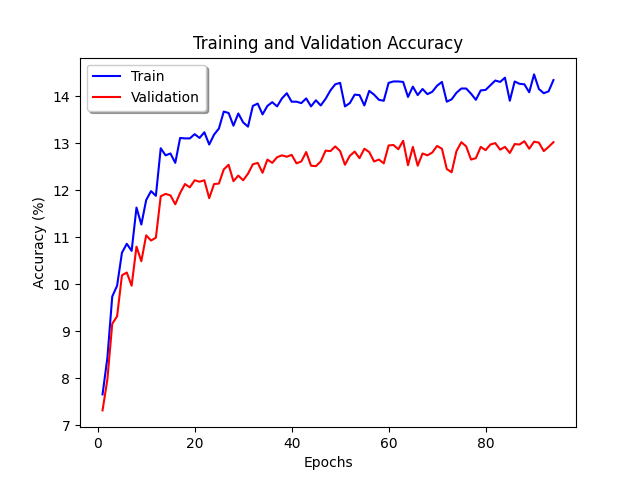 Training and Validation Accuracy
Train
Validation
14
13
12
11
10
9
8
7
Accuracy (%)
0 20 40 60 80
Epochs